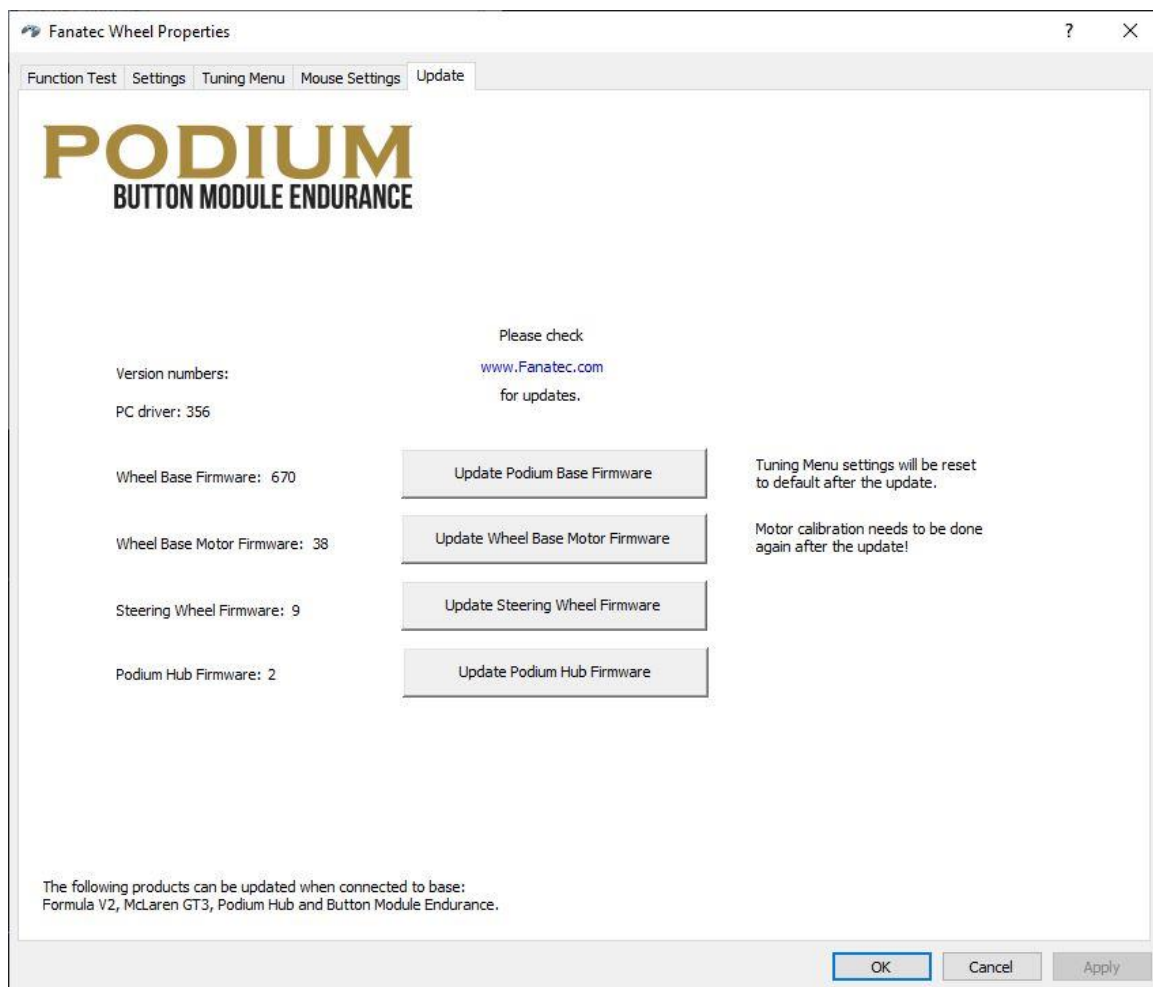 Fanatec Wheel Properties
?
Function Test
Settings
Tuning Menu
Mouse Settings
Update
PODIUM
BUTTON MODULE ENDURANCE
Please check
www.Fanatec.com
for updates.
Version numbers:
PC driver: 356
Wheel Base Firmware: 670
Update Podium Base Firmware
Tuning Menu settings will be reset
to default after the update.
Wheel Base Motor Firmware: 38
Update Wheel Base Motor Firmware
Motor calibration needs to be done
again after the update!
Steering Wheel Firmware: 9
Update Steering Wheel Firmware
Podium Hub Firmware: 2
Update Podium Hub Firmware
The following products can be updated when connected to base:
Formula V2, McLaren GT3, Podium Hub and Button Module Endurance.
OK
Cancel
Apply